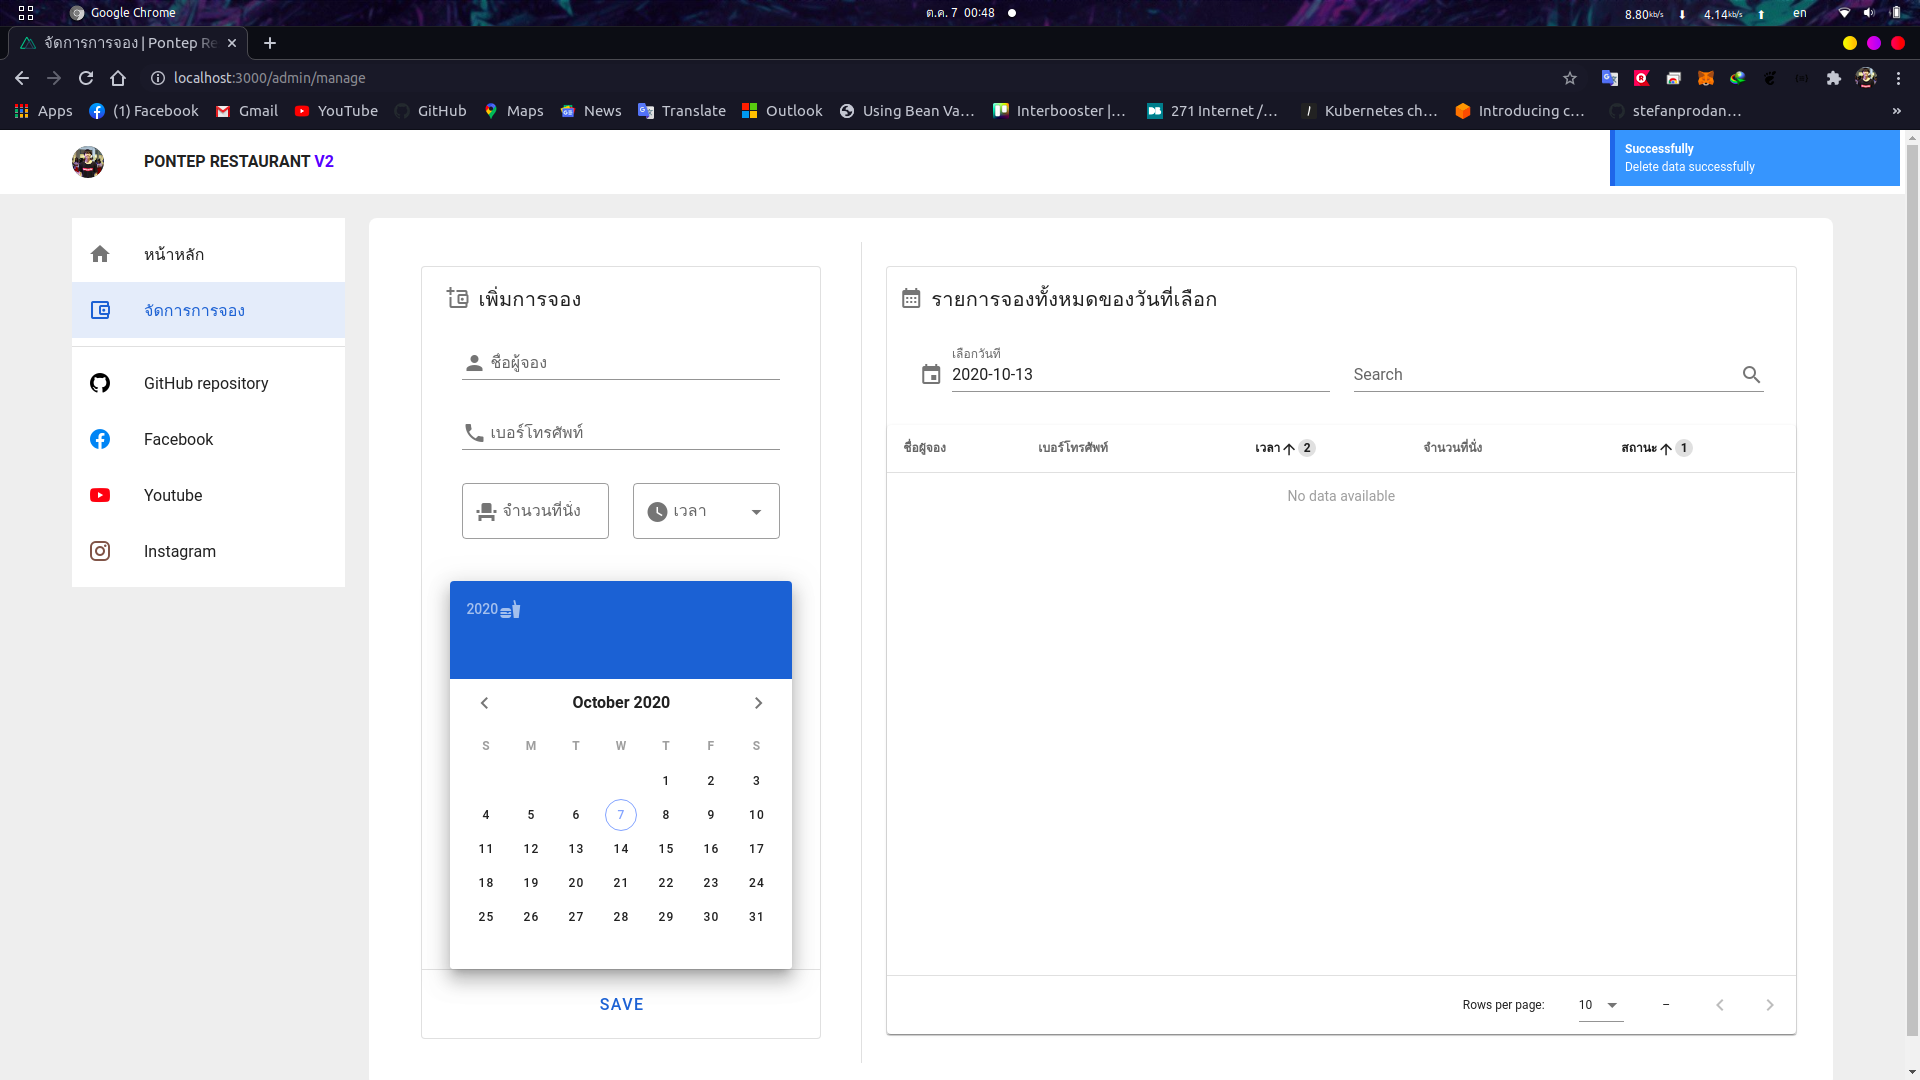 Google Chrome
ต.ค. 7 00:48
8.80kb/s 4.14kb/s en
จัดการการจอง | Pontep Re
localhost:3000/admin/manage
Apps (1) Facebook Gmail YouTube GitHub Maps News Translate Outlook Using Bean Va... Interbooster |... 271 Internet /... Kubernetes ch... Introducing c... stefanprodan... »
PONTEP RESTAURANT V2
Successfully
Delete data successfully
หน้าหลัก
จัดการการจอง
GitHub repository
Facebook
Youtube
Instagram
เพิ่มการจอง
ชื่อผู้จอง
เบอร์โทรศัพท์
จำนวนที่นั่ง เวลา
2020
October 2020
S M T W T F S
1 2 3
4 5 6 7 8 9 10
11 12 13 14 15 16 17
18 19 20 21 22 23 24
25 26 27 28 29 30 31
SAVE
รายการจองทั้งหมดของวันที่เลือก
เลือกวันที่
2020-10-13 Search
ชื่อผู้จอง เบอร์โทรศัพท์ เวลา 2 จำนวนที่นั่ง สถานะ 1
No data available
Rows per page: 10 –